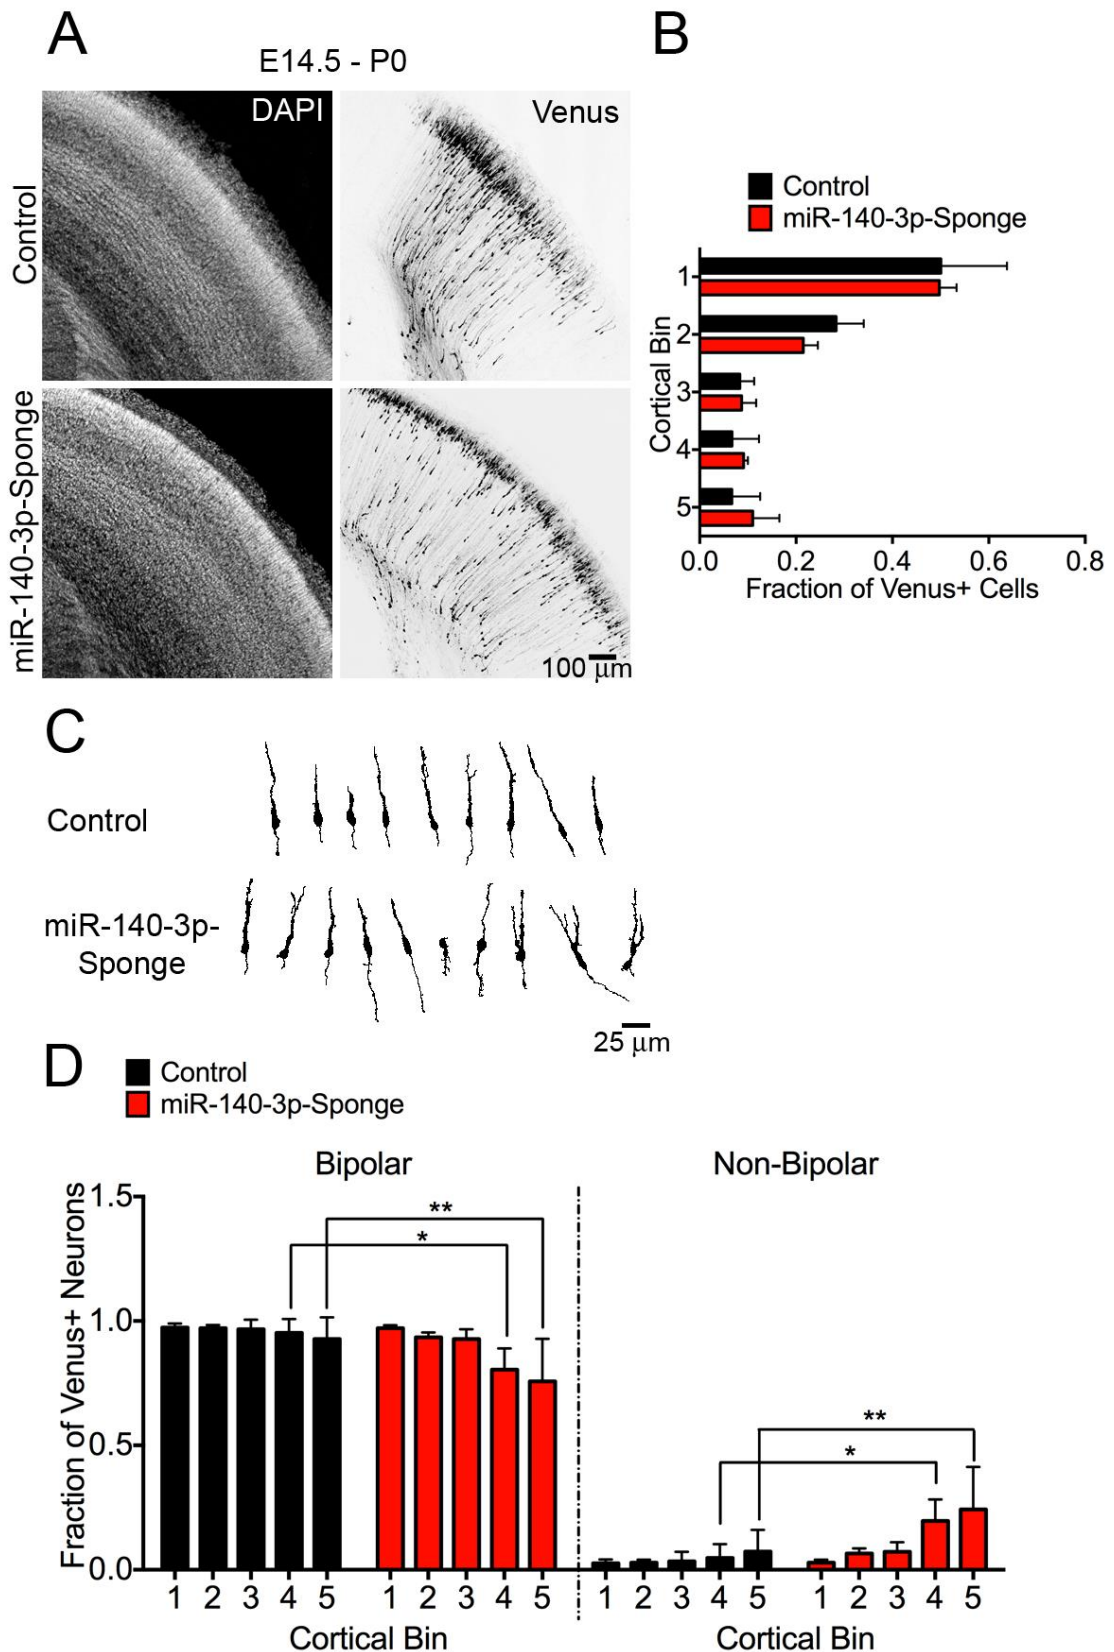 A
E14.5 - P0
DAPI
Venus
Control
miR-140-3p-Sponge
100 μm
B
Control
miR-140-3p-Sponge
Cortical Bin
1
2
3
4
5
0.0 0.2 0.4 0.6 0.8
Fraction of Venus+ Cells
C
Control
miR-140-3p-
Sponge
25 μm
D
Control
miR-140-3p-Sponge
Bipolar
Non-Bipolar
Fraction of Venus+ Neurons
1.5
1.0
0.5
0.0
**
*
**
*
1 2 3 4 5 1 2 3 4 5 1 2 3 4 5 1 2 3 4 5
Cortical Bin
Cortical Bin